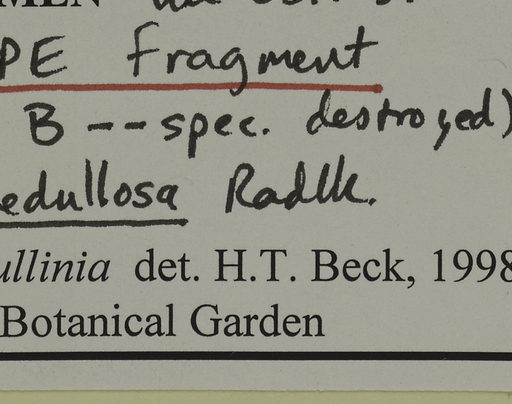 PE fragment
B -- spec. destroyed)
edullosa Radlk.
ullinia det. H.T. Beck, 1998
Botanical Garden